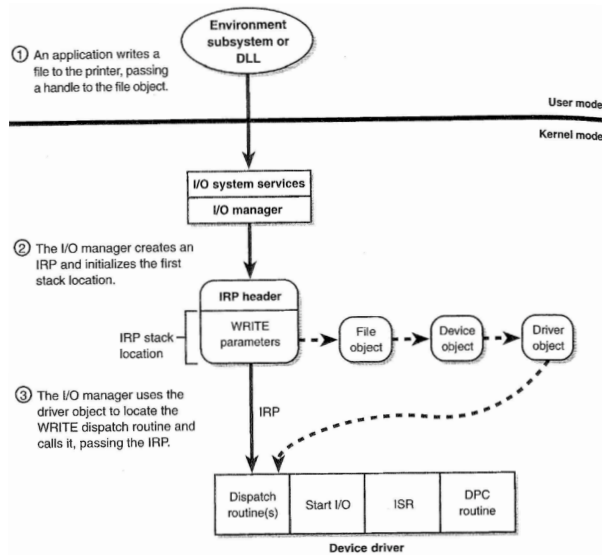 Environment
subsystem or
DLL
① An application writes a
file to the printer, passing
a handle to the file object.
User mode
Kernel mode
I/O system services
I/O manager
② The I/O manager creates an
IRP and initializes the first
stack location.
IRP header
WRITE
parameters
IRP stack
location
File
object
Device
object
Driver
object
③ The I/O manager uses the
driver object to locate the
WRITE dispatch routine and
calls it, passing the IRP.
IRP
Dispatch
routine(s)
Start I/O
ISR
DPC
routine
Device driver